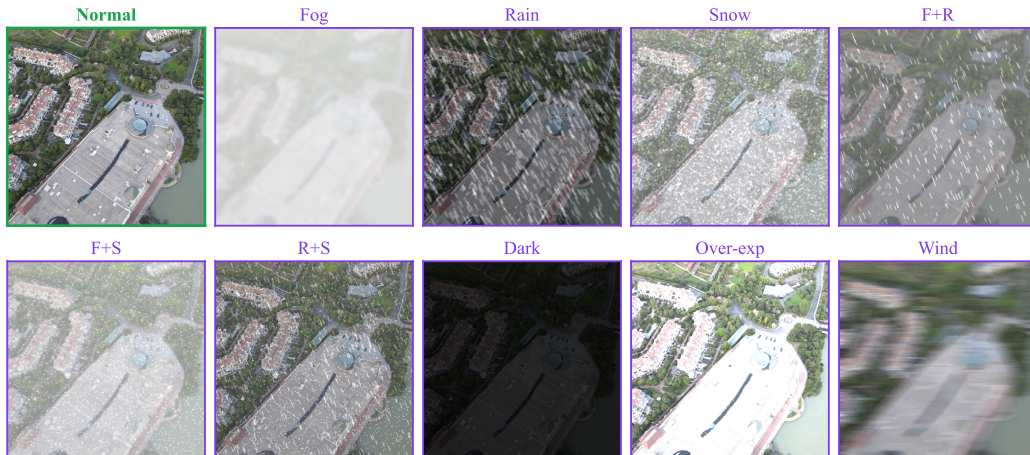 Normal
Fog
Rain
Snow
F+R
F+S
R+S
Dark
Over-exp
Wind